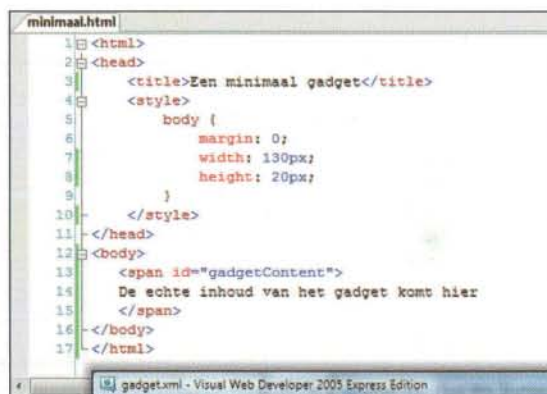 minimaal.html
1 <html>
2 <head>
3 <title>Een minimaal gadget</title>
4 <style>
5 body {
6 margin: 0;
7 width: 130px;
8 height: 20px;
9 }
10 </style>
11 </head>
12 <body>
13 <span id="gadgetContent">
14 De echte inhoud van het gadget komt hier
15 </span>
16 </body>
17 </html>
gadget.xml - Visual Web Developer 2005 Express Edition